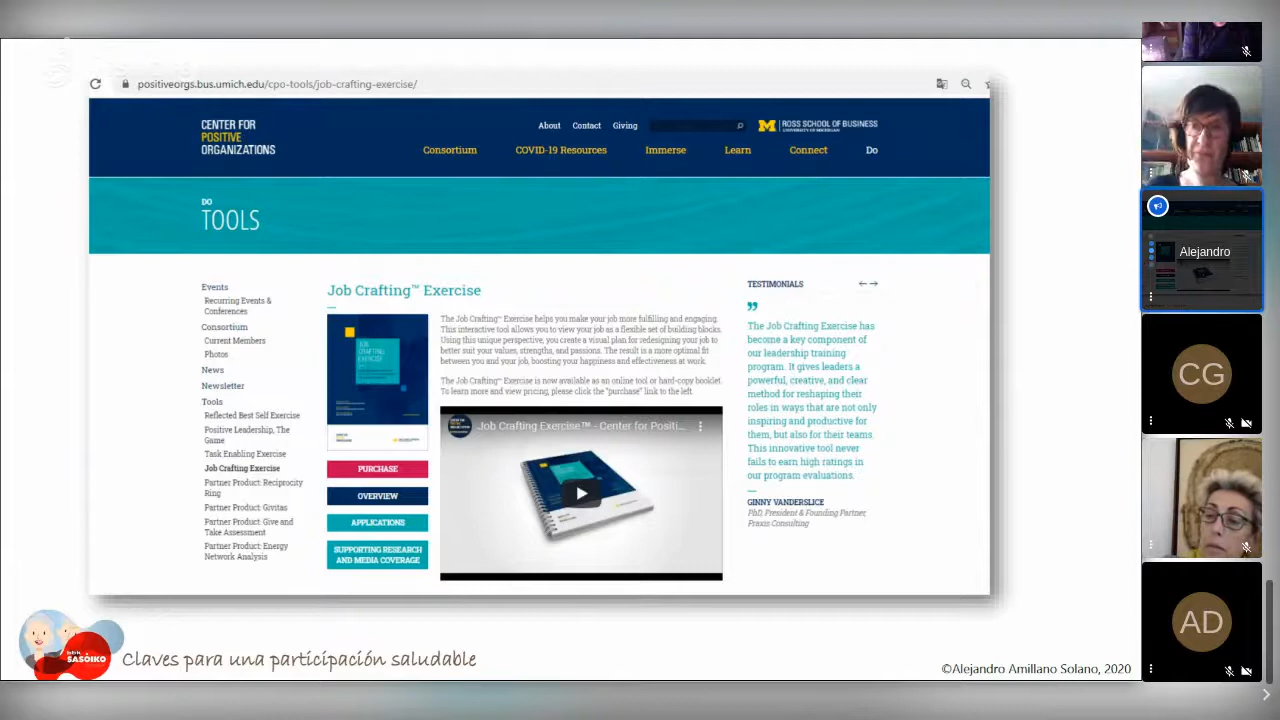 positiveorgs.bus.umich.edu/cpo-tools/job-crafting-exercise/
CENTER FOR
POSITIVE
ORGANIZATIONS
About Contact Giving
M ROSS SCHOOL OF BUSINESS
UNIVERSITY OF MICHIGAN
Consortium COVID-19 Resources Immerse Learn Connect Do
DO
TOOLS
Events
Recurring Events &
Conferences
Consortium
Current Members
Photos
News
Newsletter
Tools
Reflected Best Self Exercise
Positive Leadership, The
Game
Task Enabling Exercise
Job Crafting Exercise
Partner Product: Reciprocity
Ring
Partner Product: Givitas
Partner Product: Give and
Take Assessment
Partner Product: Energy
Network Analysis
Job Crafting™ Exercise
JOB
CRAFTING
EXERCISE
PURCHASE
OVERVIEW
APPLICATIONS
SUPPORTING RESEARCH
AND MEDIA COVERAGE
The Job Crafting™ Exercise helps you make your job more fulfilling and engaging.
This interactive tool allows you to view your job as a flexible set of building blocks.
Using this unique perspective, you create a visual plan for redesigning your job to
better suit your values, strengths, and passions. The result is a more optimal fit
between you and your job, boosting your happiness and effectiveness at work.
The Job Crafting™ Exercise is now available as an online tool or hard-copy booklet.
To learn more and view pricing, please click the "purchase" link to the left.
Job Crafting Exercise™ - Center for Positi...
TESTIMONIALS
The Job Crafting Exercise has
become a key component of
our leadership training
program. It gives leaders a
powerful, creative, and clear
method for reshaping their
roles in ways that are not only
inspiring and productive for
them, but also for their teams.
This innovative tool never
fails to earn high ratings in
our program evaluations.
GINNY VANDERSLICE
PhD, President & Founding Partner,
Praxis Consulting
Alejandro
CG
AD
bbk
SASOIKO
Claves para una participación saludable
©Alejandro Amillano Solano, 2020